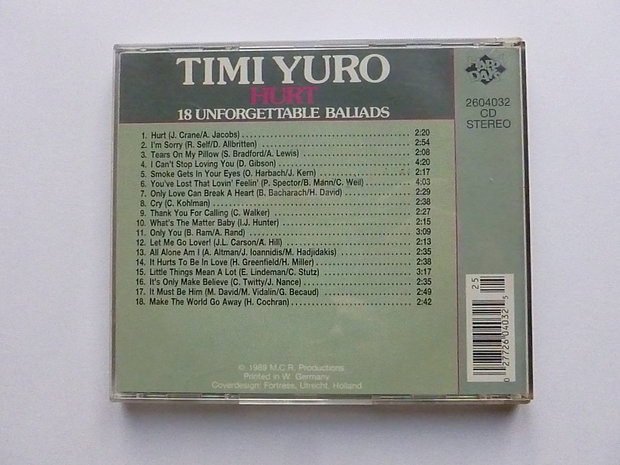 TIMI YURO
HURT
18 UNFORGETTABLE BALLADS
2604032
CD
STEREO
1. Hurt (J. Crane/A. Jacobs) 2:20
2. I'm Sorry (R. Self/D. Allbritten) 2:54
3. Tears On My Pillow (S. Bradford/A. Lewis) 2:08
4. I Can't Stop Loving You (D. Gibson) 4:20
5. Smoke Gets In Your Eyes (O. Harbach/J. Kern) 2:17
6. You've Lost That Lovin' Feelin' (P. Spector/B. Mann/C. Weil) 4:03
7. Only Love Can Break A Heart (B. Bacharach/H. David) 2:29
8. Cry (C. Kohlman) 2:38
9. Thank You For Calling (C. Walker) 2:27
10. What's The Matter Baby (I.J. Hunter) 2:15
11. Only You (B. Ram/A. Rand) 3:09
12. Let Me Go Lover! (J.L. Carson/A. Hill) 2:13
13. All Alone Am I (A. Altman/J. Ioannidis/M. Hadjidakis) 2:35
14. It Hurts To Be In Love (H. Greenfield/H. Miller) 2:38
15. Little Things Mean A Lot (E. Lindeman/C. Stutz) 3:17
16. It's Only Make Believe (C. Twitty/J. Nance) 2:35
17. It Must Be Him (M. David/M. Vidalin/G. Becaud) 2:49
18. Make The World Go Away (H. Cochran) 2:42
25
0 27726 04032 5
© 1989 M.C.R. Productions
Printed in W. Germany
Coverdesign: Fortress, Utrecht, Holland